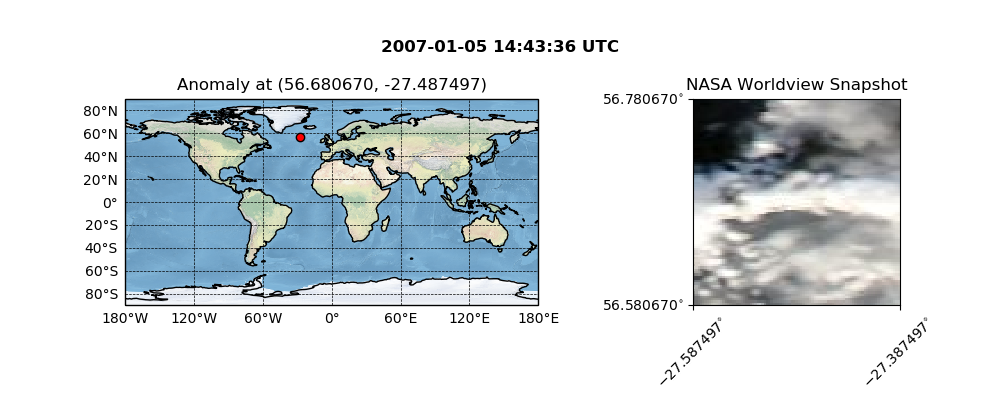 2007-01-05 14:43:36 UTC
Anomaly at (56.680670, -27.487497)
NASA Worldview Snapshot
80°N
60°N
40°N
20°N
0°
20°S
40°S
60°S
80°S
180°W 120°W 60°W 0° 60°E 120°E 180°E
56.780670°
56.580670°
−27.587497°
−27.387497°